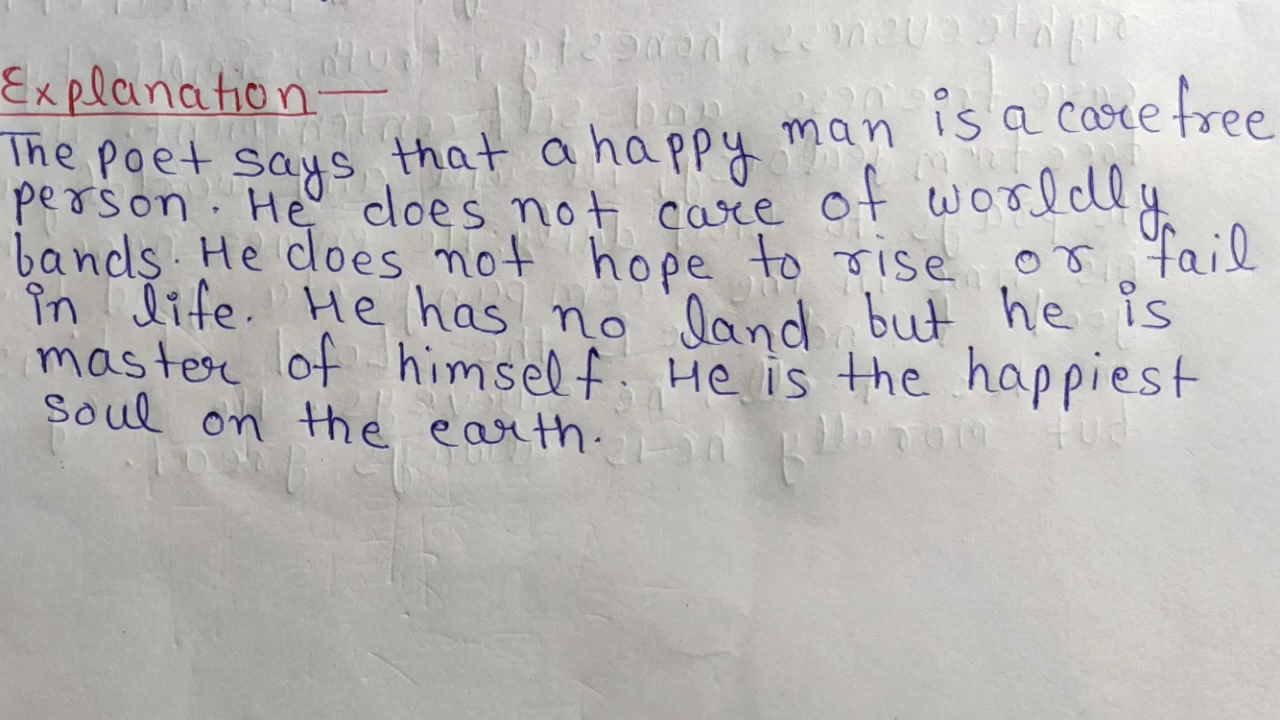 Explanation—
The poet says that a happy man is a carefree
person. He does not care of worldly
bands. He does not hope to rise or fail
in life. He has no land but he is
master of himself. He is the happiest
soul on the earth.